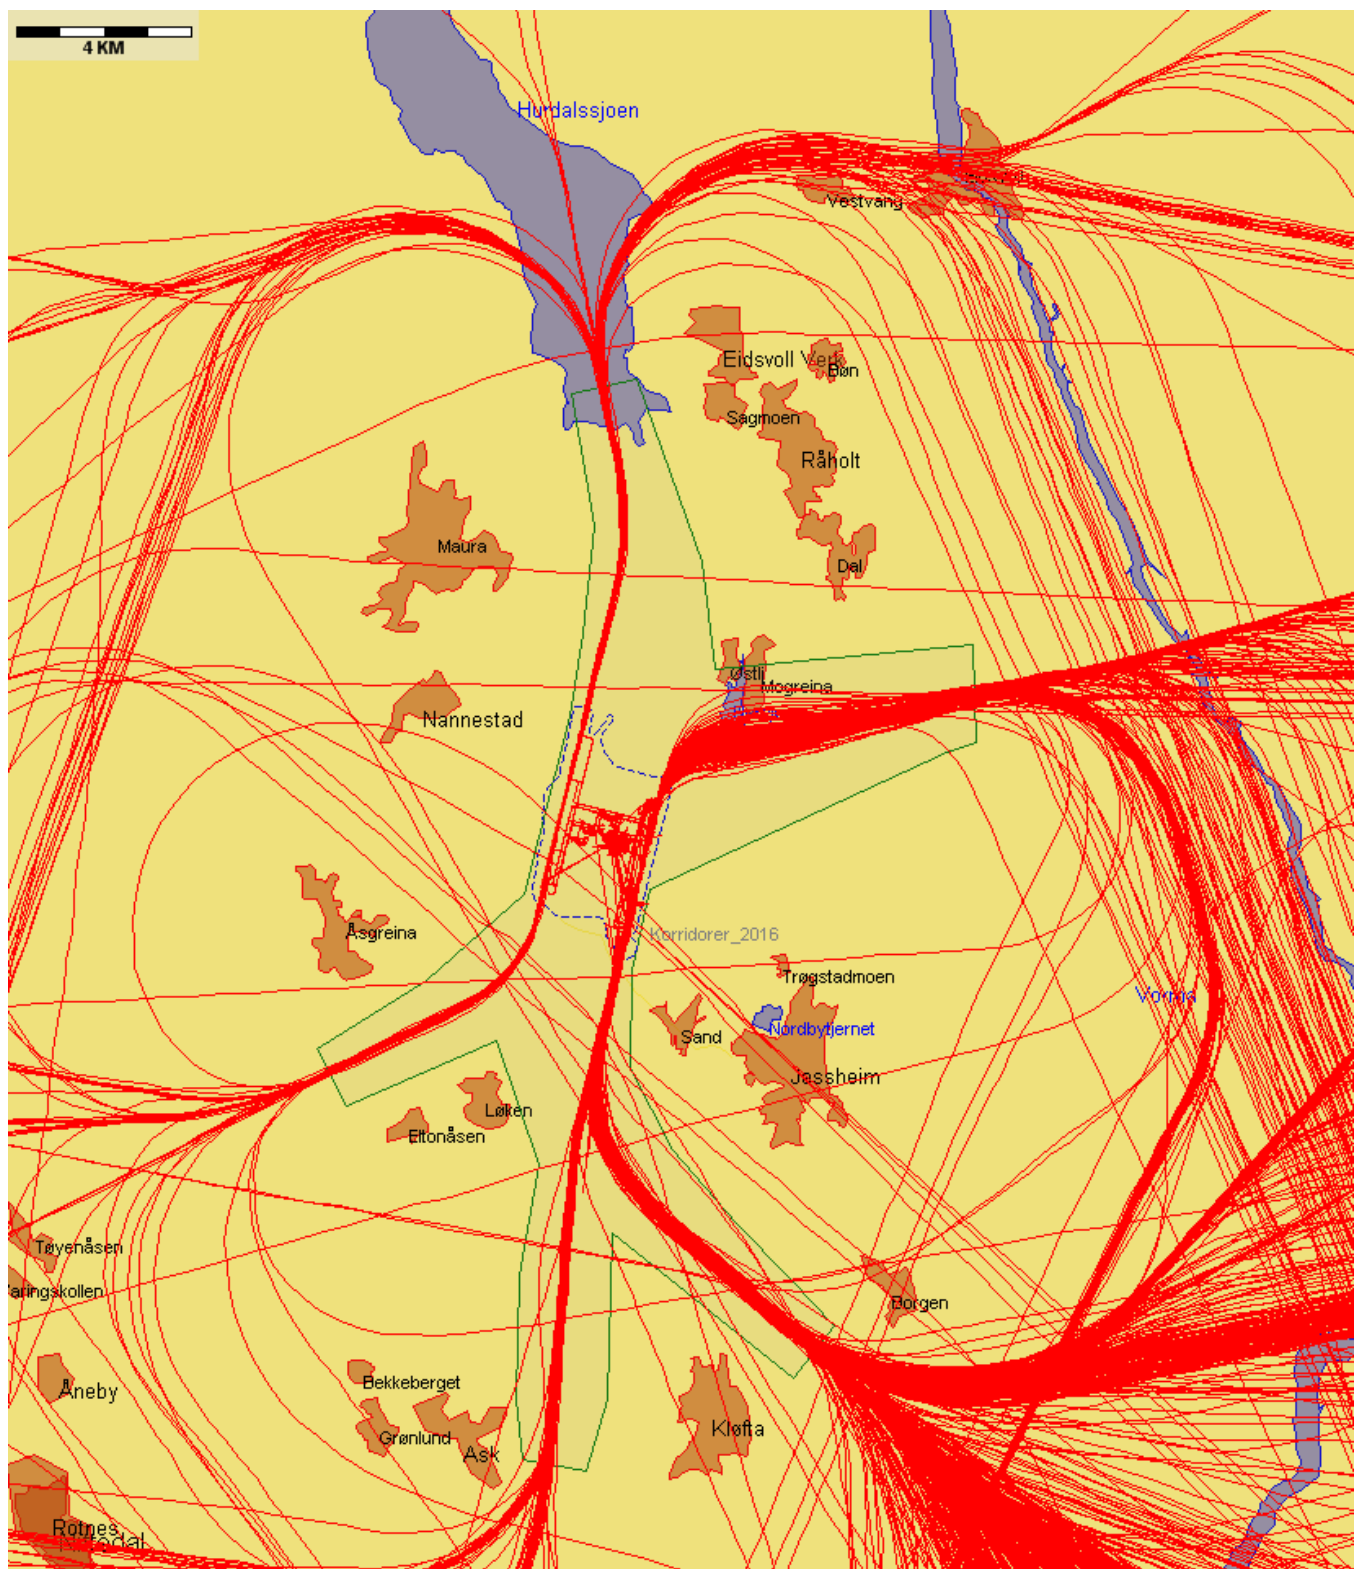 4 KM
Hurdalssjoen
Vestvang
Eidsvoll Verk
Bøn
Sagmoen
Råholt
Maura
Dal
Østli
Mogreina
Nannestad
Åsgreina
Korridorer_2016
Trøgstadmoen
Vorma
Nordbytjernet
Sand
Jessheim
Løken
Eltonåsen
Tøyenåsen
aringskollen
Borgen
Bekkeberget
Åneby
Kløfta
Grønlund
Ask
Rotnes